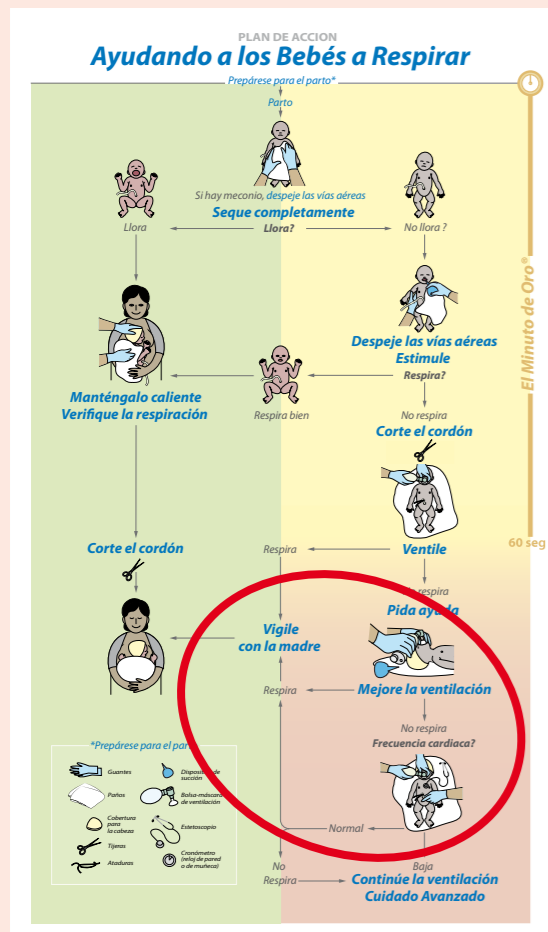 PLAN DE ACCION
Ayudando a los Bebés a Respirar
Prepárese para el parto*
Parto
Si hay meconio, despeje las vías aéreas
Seque completamente
Llora
Llora?
No llora ?
Despeje las vías aéreas
Estimule
Respira?
El Minuto de Oro®
Manténgalo caliente
Verifique la respiración
Respira bien
No respira
Corte el cordón
60 seg
Corte el cordón
Respira
Ventile
respira
Pida ayuda
Vigile
con la madre
Respira
Mejore la ventilación
No respira
Frecuencia cardiaca?
*Prepárese para el par
Guantes
Dispositivo de
succión
Paños
Bolsa-máscara
de ventilación
Cobertura
para
la cabeza
Estetoscopio
Tijeras
Ataduras
Cronómetro
(reloj de pared
o de muñeca)
Normal
No
Respira
Baja
Continúe la ventilación
Cuidado Avanzado